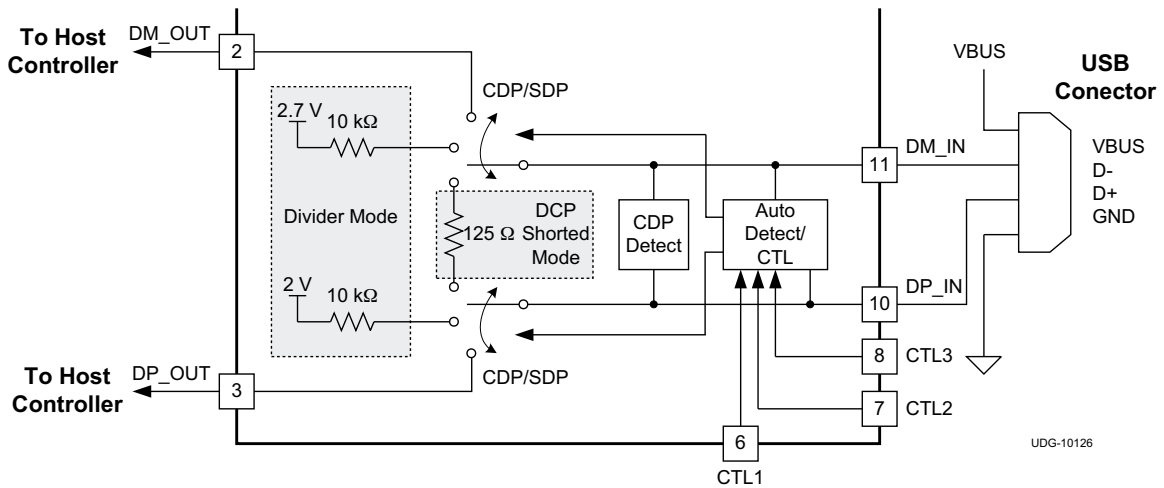 To Host
Controller
DM_OUT
2
CDP/SDP
2.7 V
10 kΩ
Divider Mode
125 Ω
DCP
Shorted
Mode
CDP
Detect
Auto
Detect/
CTL
2 V
10 kΩ
CDP/SDP
To Host
Controller
DP_OUT
3
VBUS
USB
Conector
11
DM_IN
VBUS
D-
D+
GND
10
DP_IN
8
CTL3
7
CTL2
6
CTL1
UDG-10126